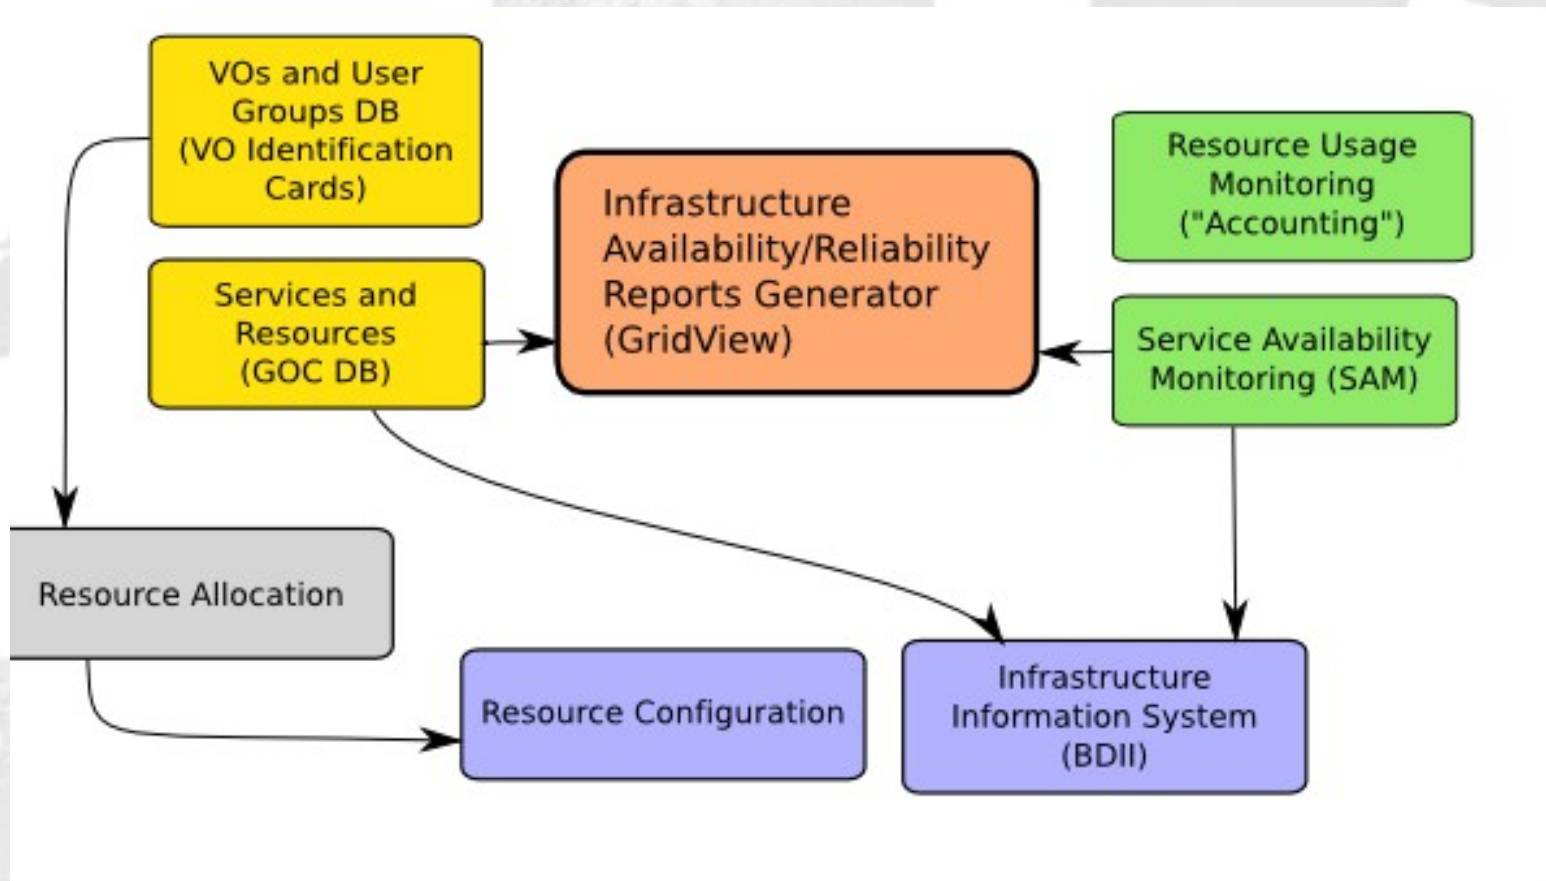 VOs and User
Groups DB
(VO Identification
Cards)
Services and
Resources
(GOC DB)
Infrastructure
Availability/Reliability
Reports Generator
(GridView)
Resource Usage
Monitoring
("Accounting")
Service Availability
Monitoring (SAM)
Resource Allocation
Resource Configuration
Infrastructure
Information System
(BDII)